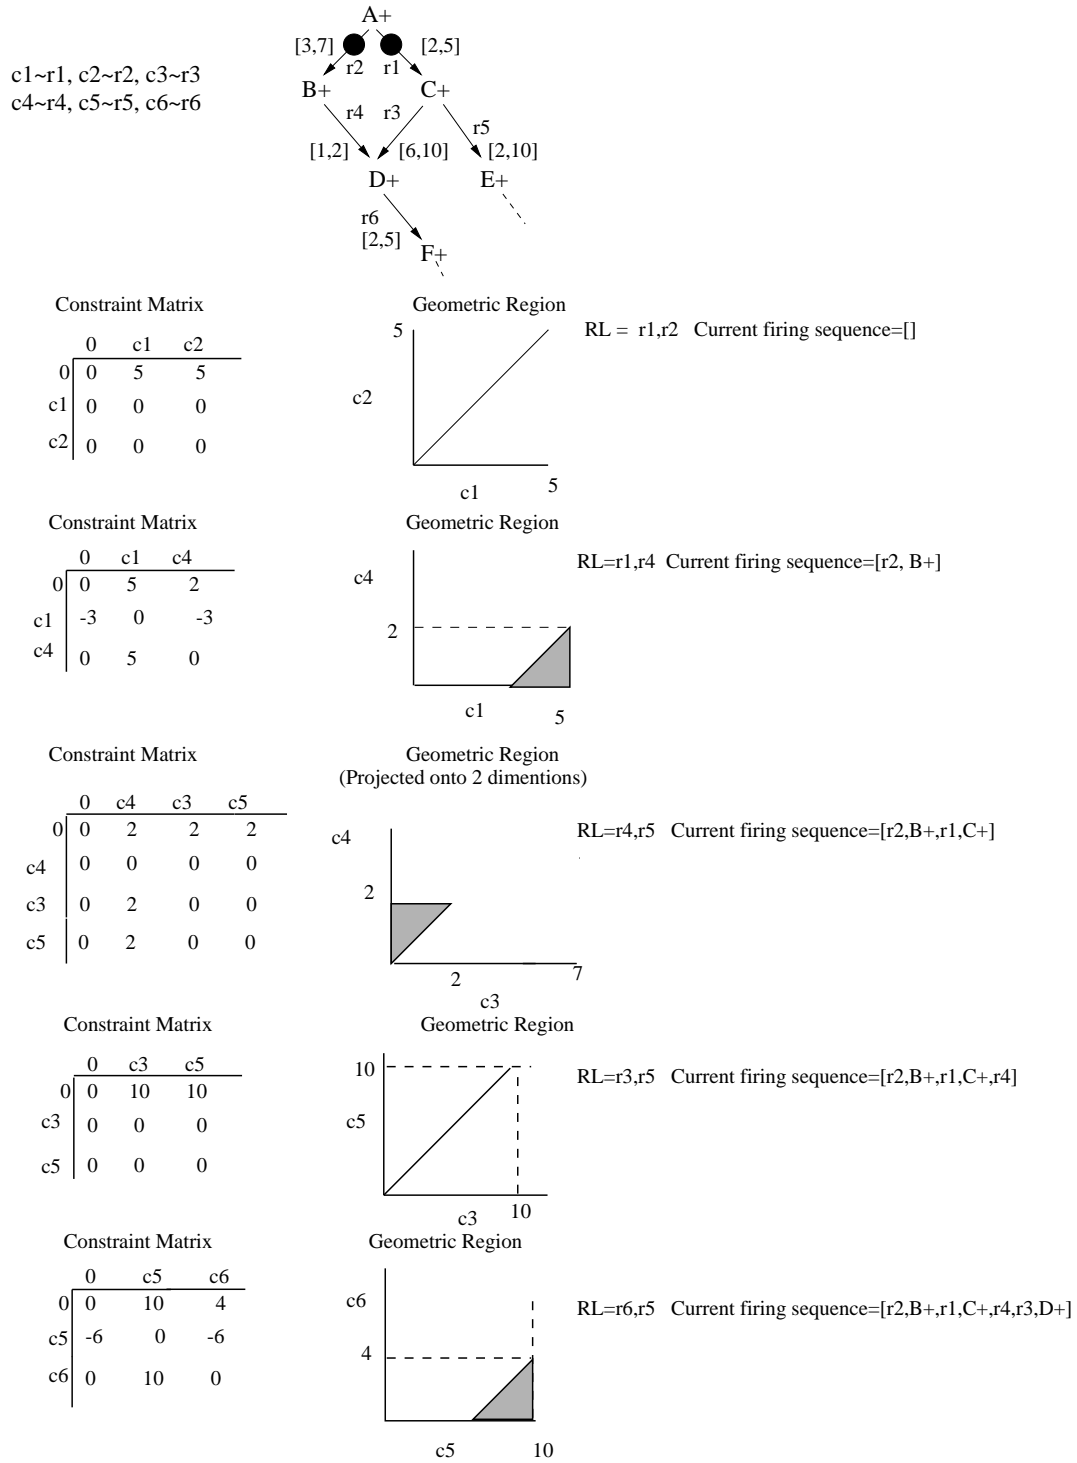 A+
[3,7] [2,5]
c1~r1, c2~r2, c3~r3
r2 r1
c4~r4, c5~r5, c6~r6
B+ C+
r4 r3 r5
[1,2] [6,10] [2,10]
D+ E+
r6
[2,5]
F+
Constraint Matrix
0 c1 c2
0 0 5 5
c1 0 0 0
c2 0 0 0
Geometric Region
5
c2
c1 5
RL = r1,r2 Current firing sequence=[]
Constraint Matrix
0 c1 c4
0 0 5 2
c1 -3 0 -3
c4 0 5 0
Geometric Region
c4
2
c1 5
RL=r1,r4 Current firing sequence=[r2, B+]
Constraint Matrix
0 c4 c3 c5
0 0 2 2 2
c4 0 0 0 0
c3 0 2 0 0
c5 0 2 0 0
Geometric Region
(Projected onto 2 dimentions)
c4
2
2 7
c3
RL=r4,r5 Current firing sequence=[r2,B+,r1,C+]
Constraint Matrix
0 c3 c5
0 0 10 10
c3 0 0 0
c5 0 0 0
Geometric Region
10
c5
c3 10
RL=r3,r5 Current firing sequence=[r2,B+,r1,C+,r4]
Constraint Matrix
0 c5 c6
0 0 10 4
c5 -6 0 -6
c6 0 10 0
Geometric Region
c6
4
c5 10
RL=r6,r5 Current firing sequence=[r2,B+,r1,C+,r4,r3,D+]